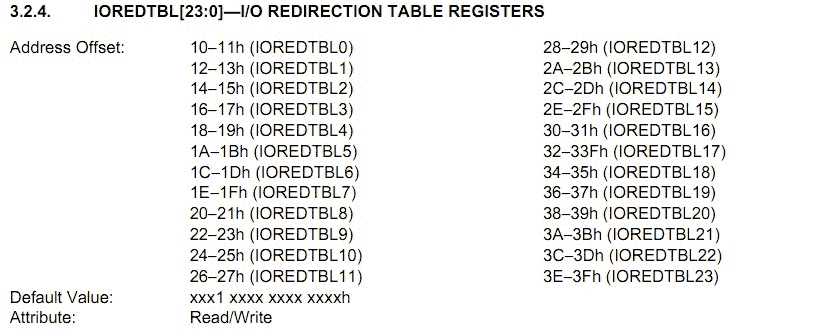 3.2.4. IOREDTBL[23:0]—I/O REDIRECTION TABLE REGISTERS
Address Offset: 10–11h (IOREDTBL0) 28–29h (IOREDTBL12)
12–13h (IOREDTBL1) 2A–2Bh (IOREDTBL13)
14–15h (IOREDTBL2) 2C–2Dh (IOREDTBL14)
16–17h (IOREDTBL3) 2E–2Fh (IOREDTBL15)
18–19h (IOREDTBL4) 30–31h (IOREDTBL16)
1A–1Bh (IOREDTBL5) 32–33Fh (IOREDTBL17)
1C–1Dh (IOREDTBL6) 34–35h (IOREDTBL18)
1E–1Fh (IOREDTBL7) 36–37h (IOREDTBL19)
20–21h (IOREDTBL8) 38–39h (IOREDTBL20)
22–23h (IOREDTBL9) 3A–3Bh (IOREDTBL21)
24–25h (IOREDTBL10) 3C–3Dh (IOREDTBL22)
26–27h (IOREDTBL11) 3E–3Fh (IOREDTBL23)
Default Value: xxx1 xxxx xxxx xxxxh
Attribute: Read/Write